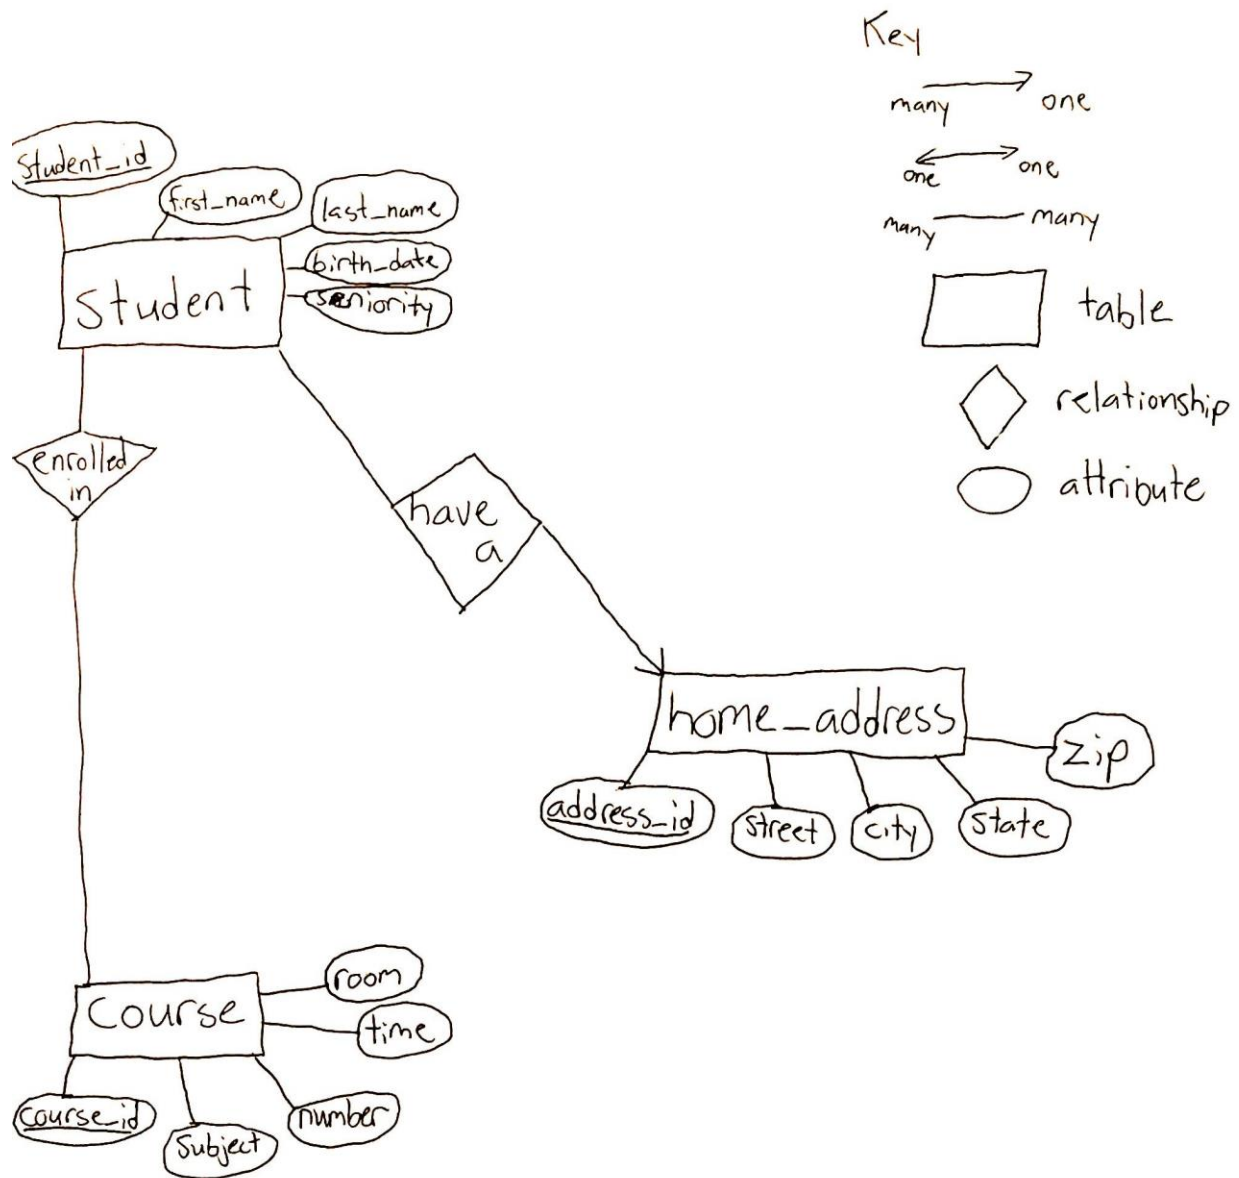 Key
many
one
one
one
many
many
table
relationship
attribute
student_id
first_name
last_name
birth_date
seniority
Student
enrolled
in
have
a
home_address
zip
address_id
street
city
state
Course
room
time
course_id
subject
number